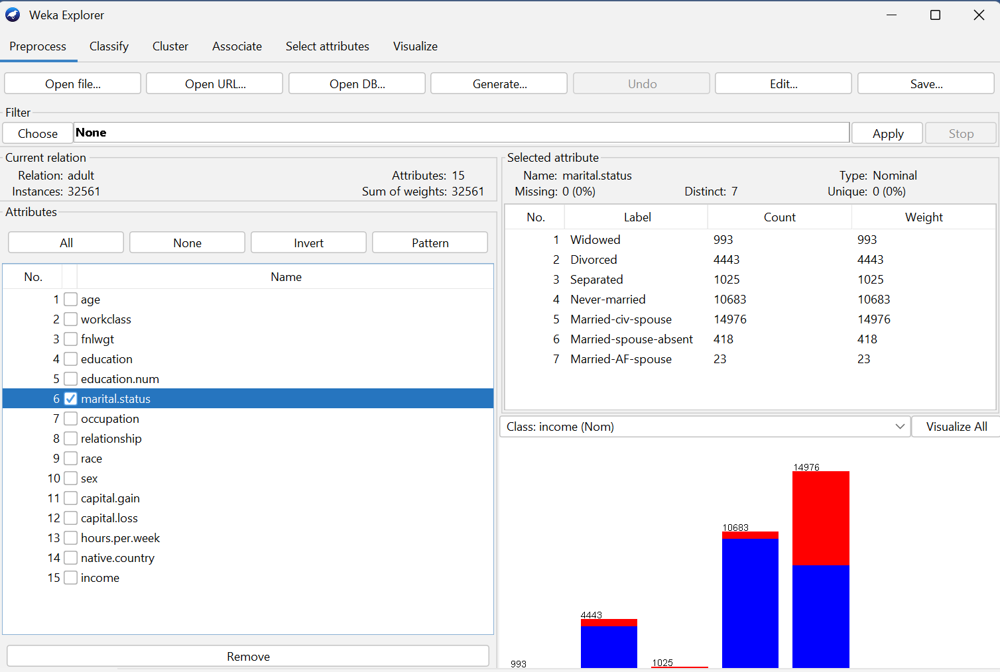 Weka Explorer
Preprocess Classify Cluster Associate Select attributes Visualize
Open file... Open URL... Open DB... Generate... Undo Edit... Save...
Filter
Choose None Apply Stop
Current relation
Relation: adult Attributes: 15
Instances: 32561 Sum of weights: 32561
Attributes
All None Invert Pattern
No. Name
1 age
2 workclass
3 fnlwgt
4 education
5 education.num
6 marital.status
7 occupation
8 relationship
9 race
10 sex
11 capital.gain
12 capital.loss
13 hours.per.week
14 native.country
15 income
Remove
Selected attribute
Name: marital.status Type: Nominal
Missing: 0 (0%) Distinct: 7 Unique: 0 (0%)
No. Label Count Weight
1 Widowed 993 993
2 Divorced 4443 4443
3 Separated 1025 1025
4 Never-married 10683 10683
5 Married-civ-spouse 14976 14976
6 Married-spouse-absent 418 418
7 Married-AF-spouse 23 23
Class: income (Nom) Visualize All
14976
10683
4443
993
1025